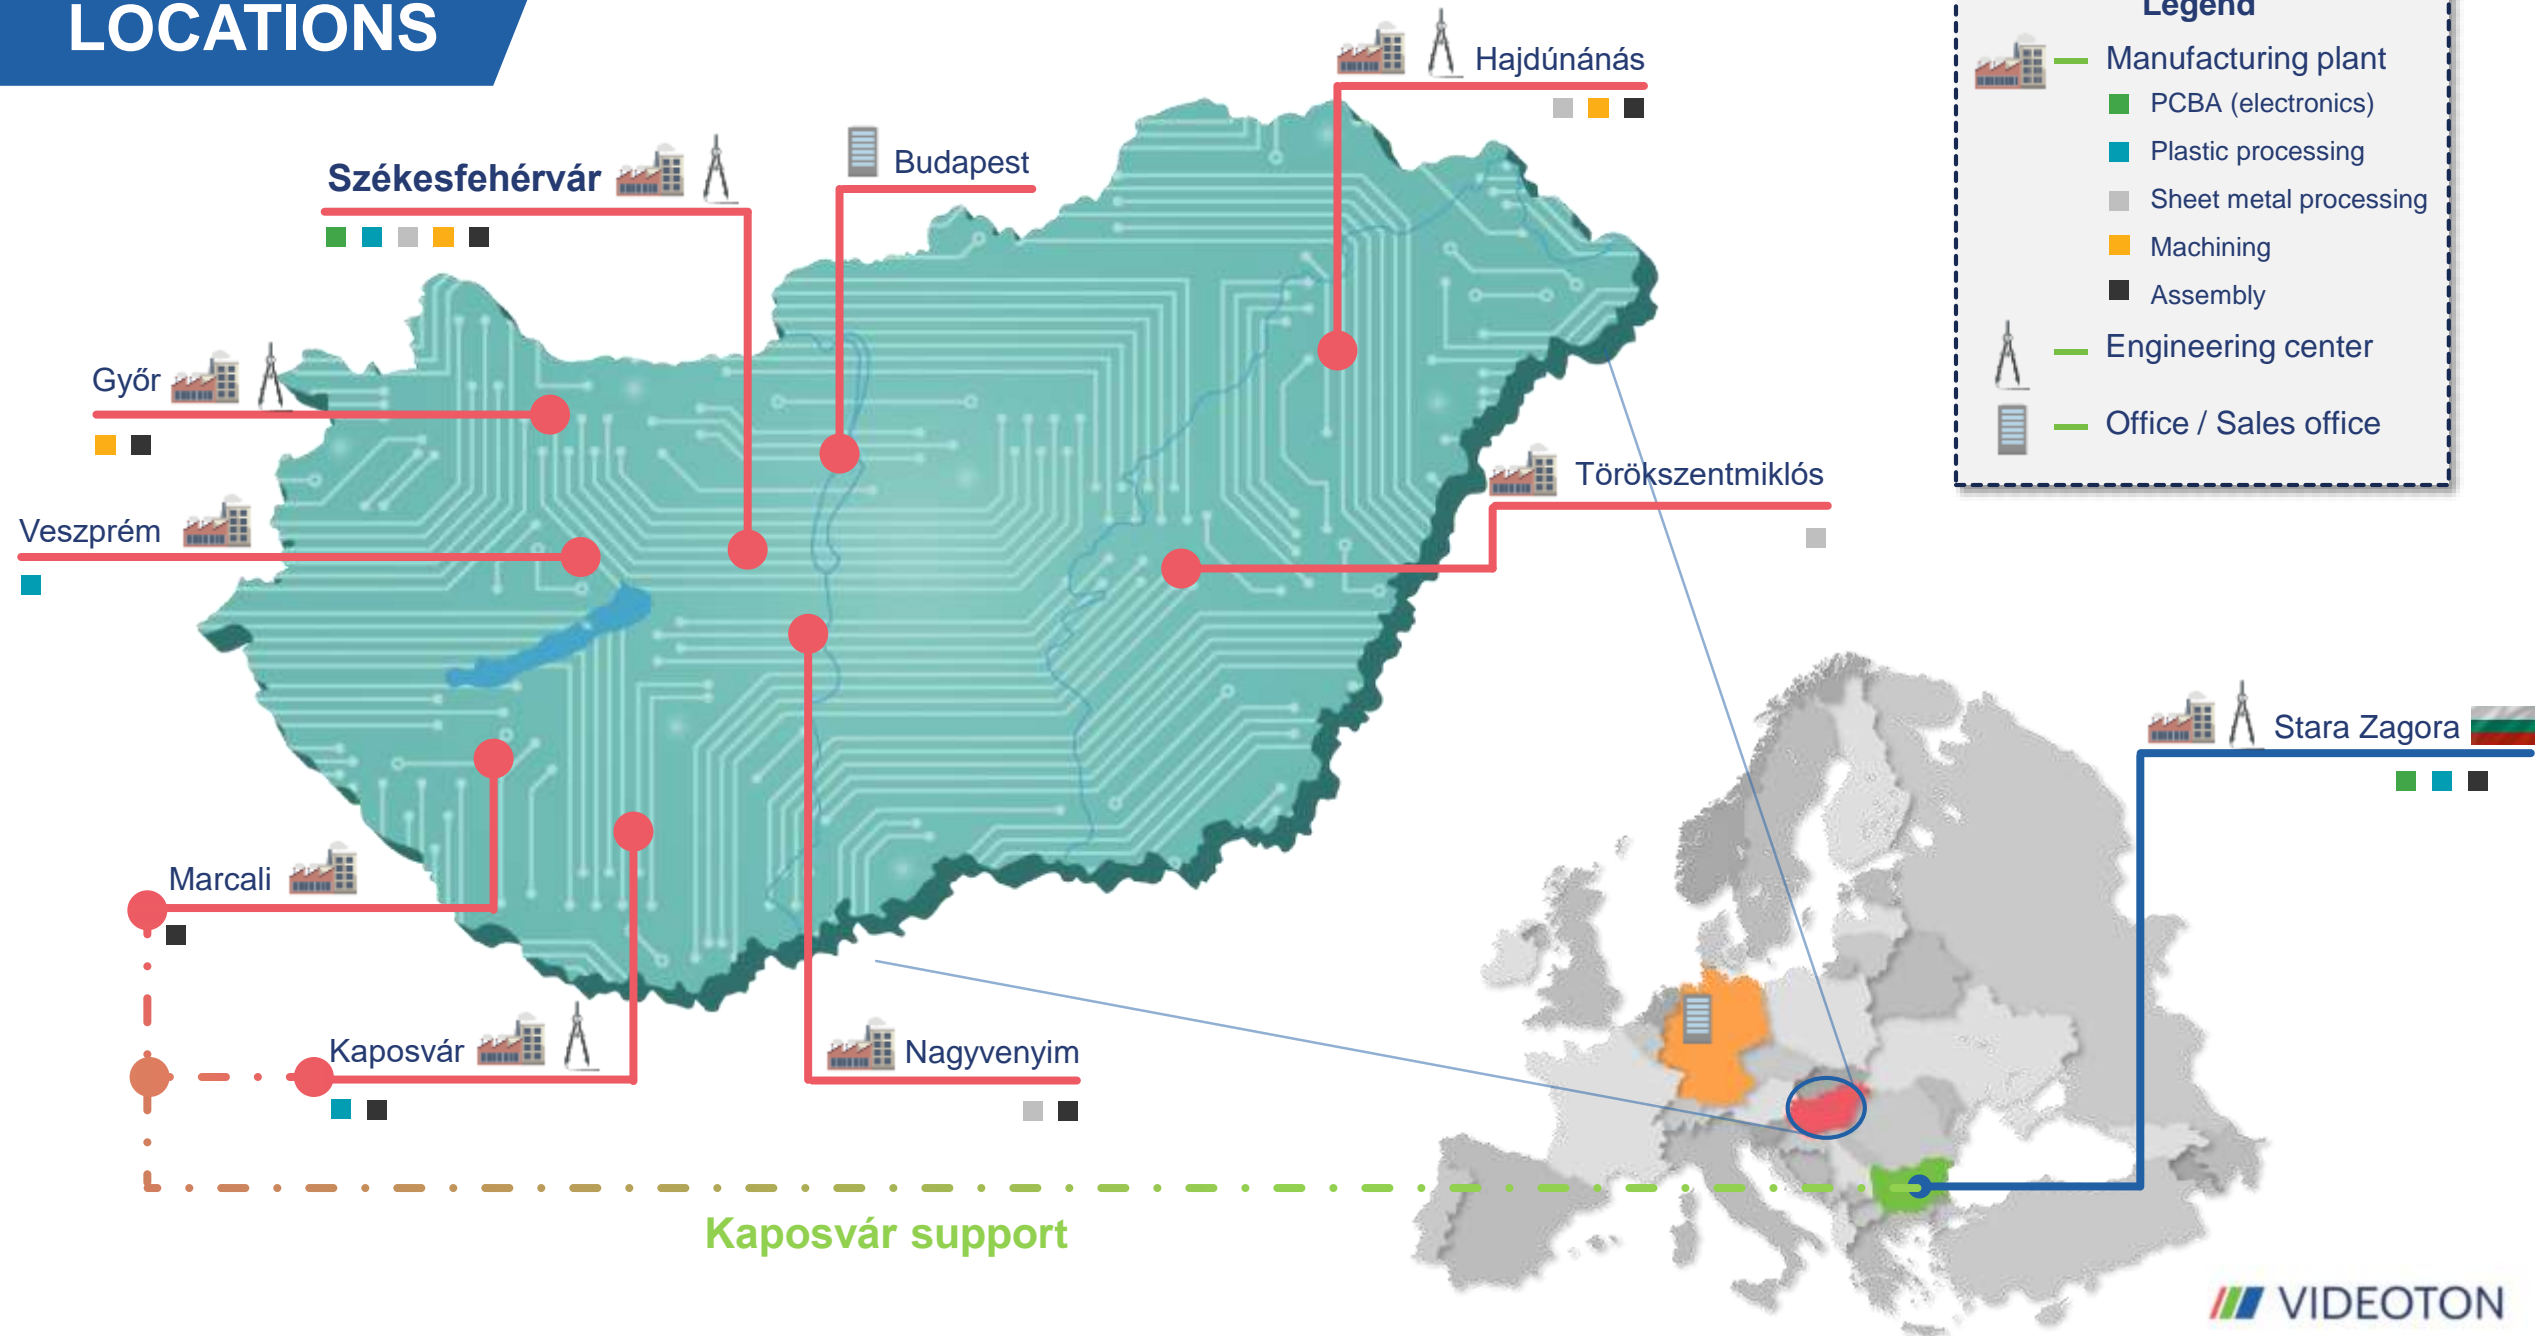 LOCATIONS
Hajdúnánás
Budapest
Székesfehérvár
Győr
Veszprém
Törökszentmiklós
Marcali
Kaposvár
Nagyvenyim
Kaposvár support
Stara Zagora
Legend
Manufacturing plant
PCBA (electronics)
Plastic processing
Sheet metal processing
Machining
Assembly
Engineering center
Office / Sales office
VIDEOTON